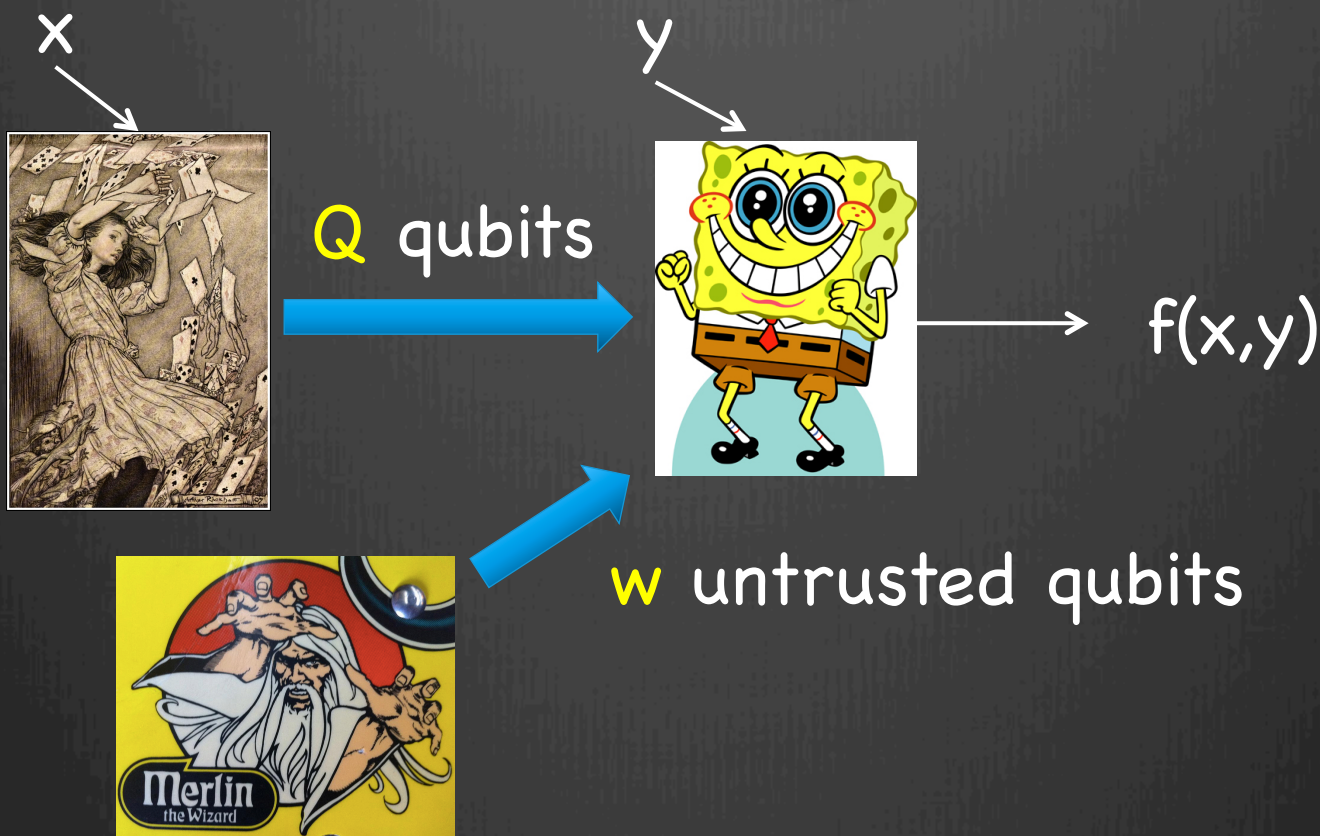 x
y
Q qubits
f(x,y)
w untrusted qubits
Merlin
the Wizard